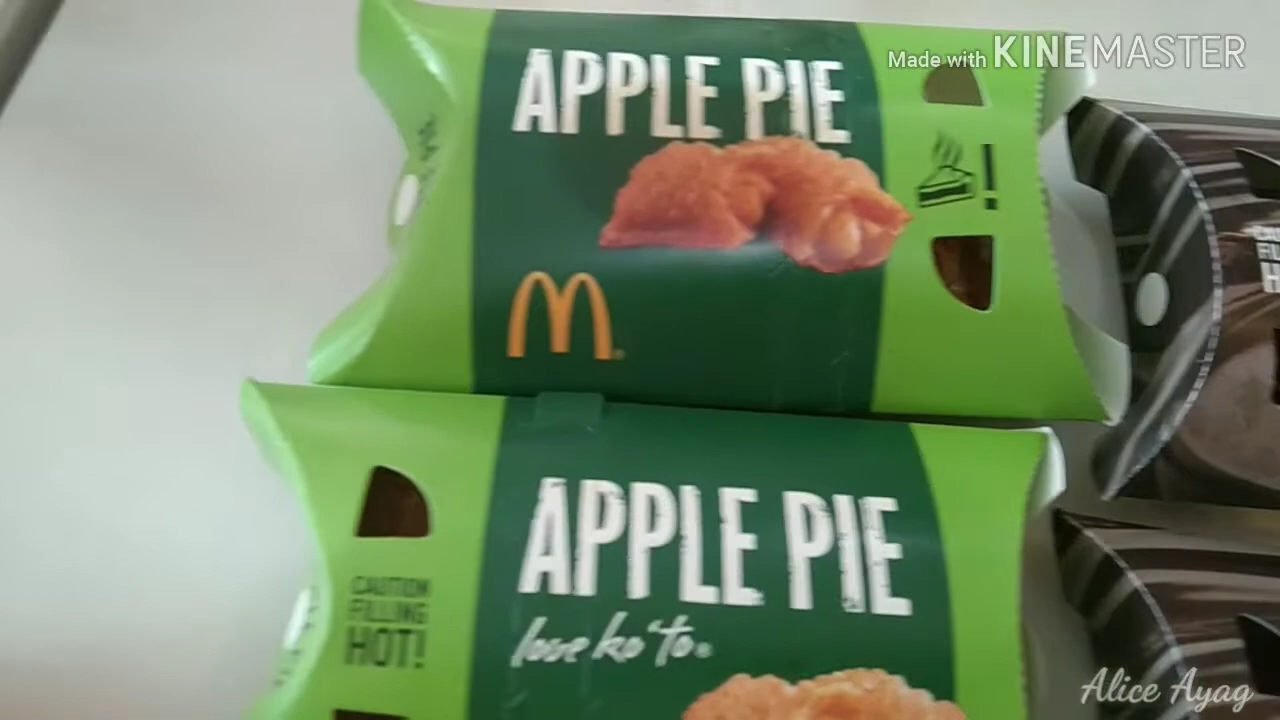 Made with KINEMASTER
APPLE PIE
!
APPLE PIE
love ko 'to.
CAUTION
FILLING
HOT!
Alice Ayag